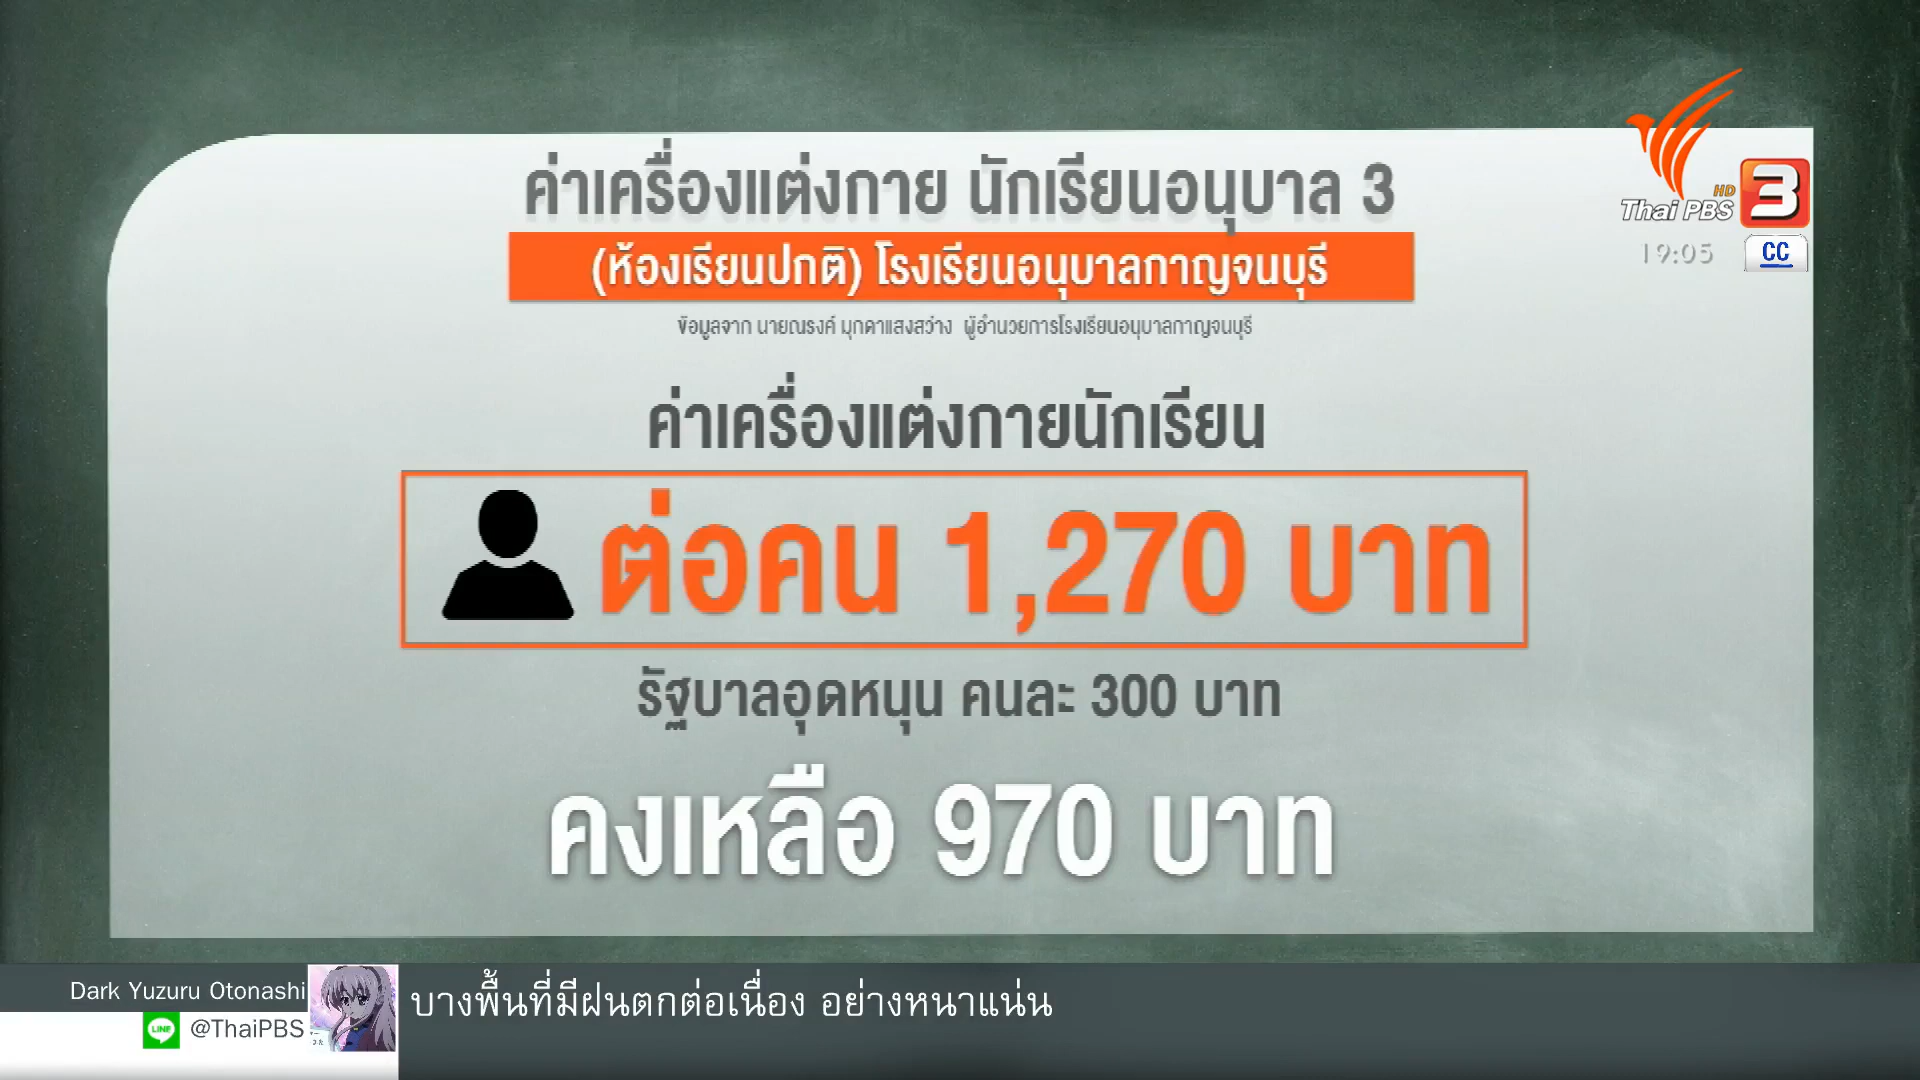 ค่าเครื่องแต่งกาย นักเรียนอนุบาล 3
(ห้องเรียนปกติ) โรงเรียนอนุบาลกาญจนบุรี
ข้อมูลจาก นายณรงค์ มุกดาแสงสว่าง ผู้อำนวยการโรงเรียนอนุบาลกาญจนบุรี
HD
Thai PBS 3
19:05 CC
ค่าเครื่องแต่งกายนักเรียน
ต่อคน 1,270 บาท
รัฐบาลอุดหนุน คนละ 300 บาท
คงเหลือ 970 บาท
Dark Yuzuru Otonashi
LINE @ThaiPBS
บางพื้นที่มีฝนตกต่อเนื่อง อย่างหนาแน่น